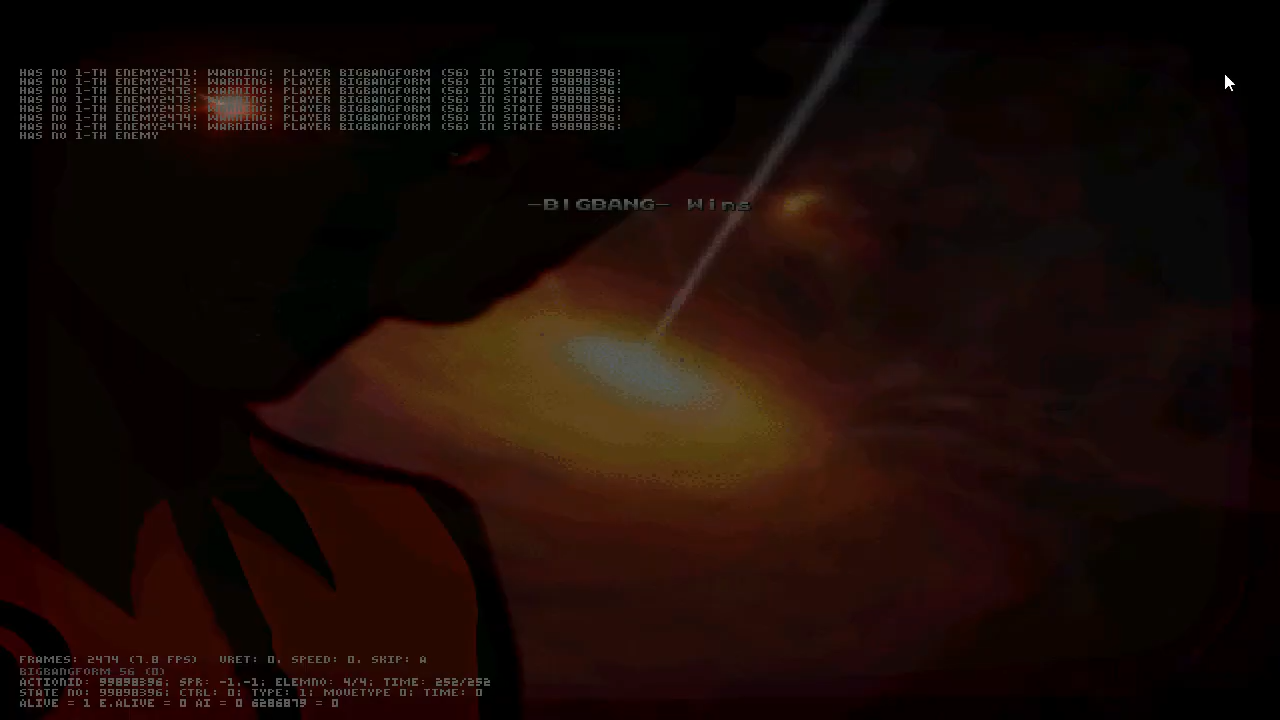 HAS NO 1-TH ENEMY2471: WARNING: PLAYER BIGBANGFORM (56) IN STATE 99898396:
HAS NO 1-TH ENEMY2472: WARNING: PLAYER BIGBANGFORM (56) IN STATE 99898396:
HAS NO 1-TH ENEMY2472: WARNING: PLAYER BIGBANGFORM (56) IN STATE 99898396:
HAS NO 1-TH ENEMY2473: WARNING: PLAYER BIGBANGFORM (56) IN STATE 99898396:
HAS NO 1-TH ENEMY2473: WARNING: PLAYER BIGBANGFORM (56) IN STATE 99898396:
HAS NO 1-TH ENEMY2474: WARNING: PLAYER BIGBANGFORM (56) IN STATE 99898396:
HAS NO 1-TH ENEMY2474: WARNING: PLAYER BIGBANGFORM (56) IN STATE 99898396:
HAS NO 1-TH ENEMY
-BIGBANG- Wins
FRAMES: 2474 (7.8 FPS) VRET: 0, SPEED: 0, SKIP: A
BIGBANGFORM 56 (0)
ACTIONID: 99898396; SPR: -1,-1; ELEMNO: 4/4; TIME: 252/252
STATE NO: 99898396; CTRL: 0; TYPE: 1; MOVETYPE 0; TIME: 0
ALIVE = 1 E.ALIVE = 0 AI = 0 6286879 = 0